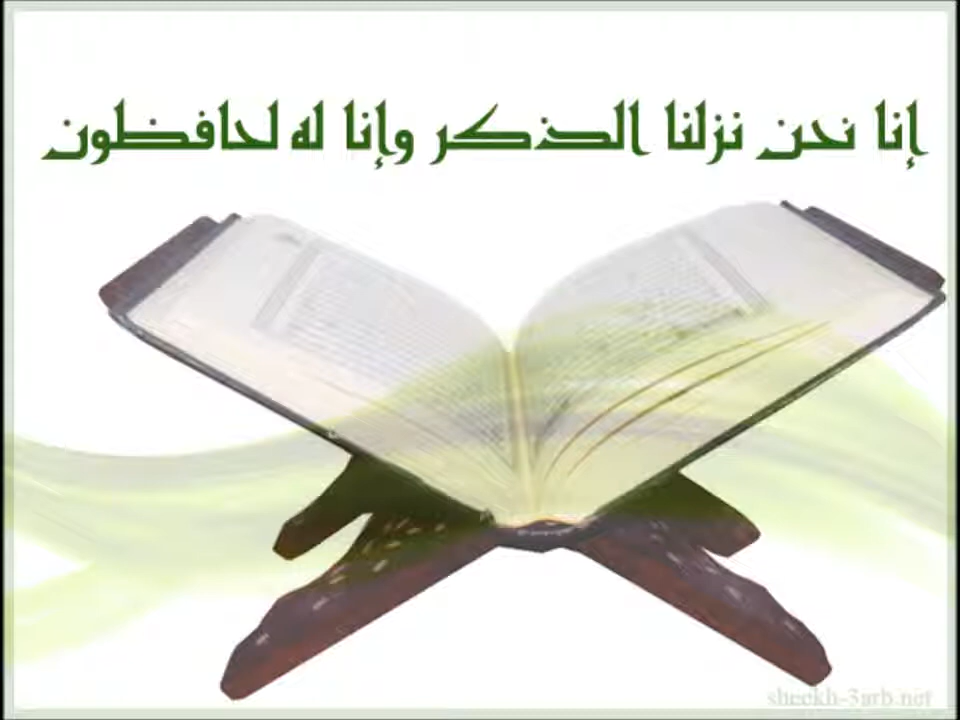 إنا نحن نزلنا الذكر وإنا له لحافظون
sheekh-3arb.net